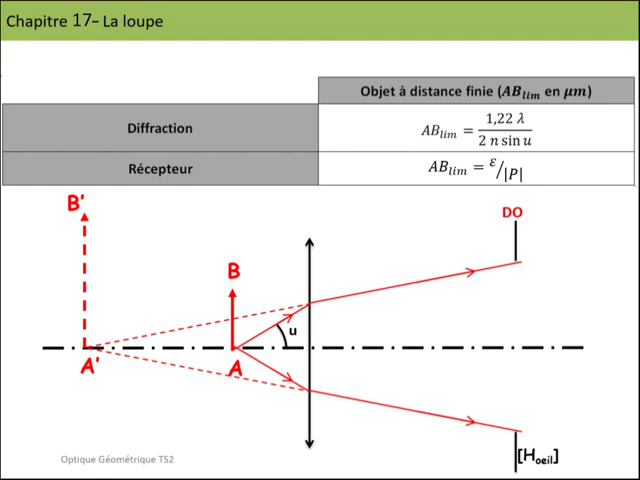 Chapitre 17– La loupe
Objet à distance finie (AB_lim en μm)
Diffraction
AB_lim = 1,22 λ / 2 n sin u
Récepteur
AB_lim = ε/|P|
B'
DO
B
u
A'
A
[H_oeil]
Optique Géométrique TS2